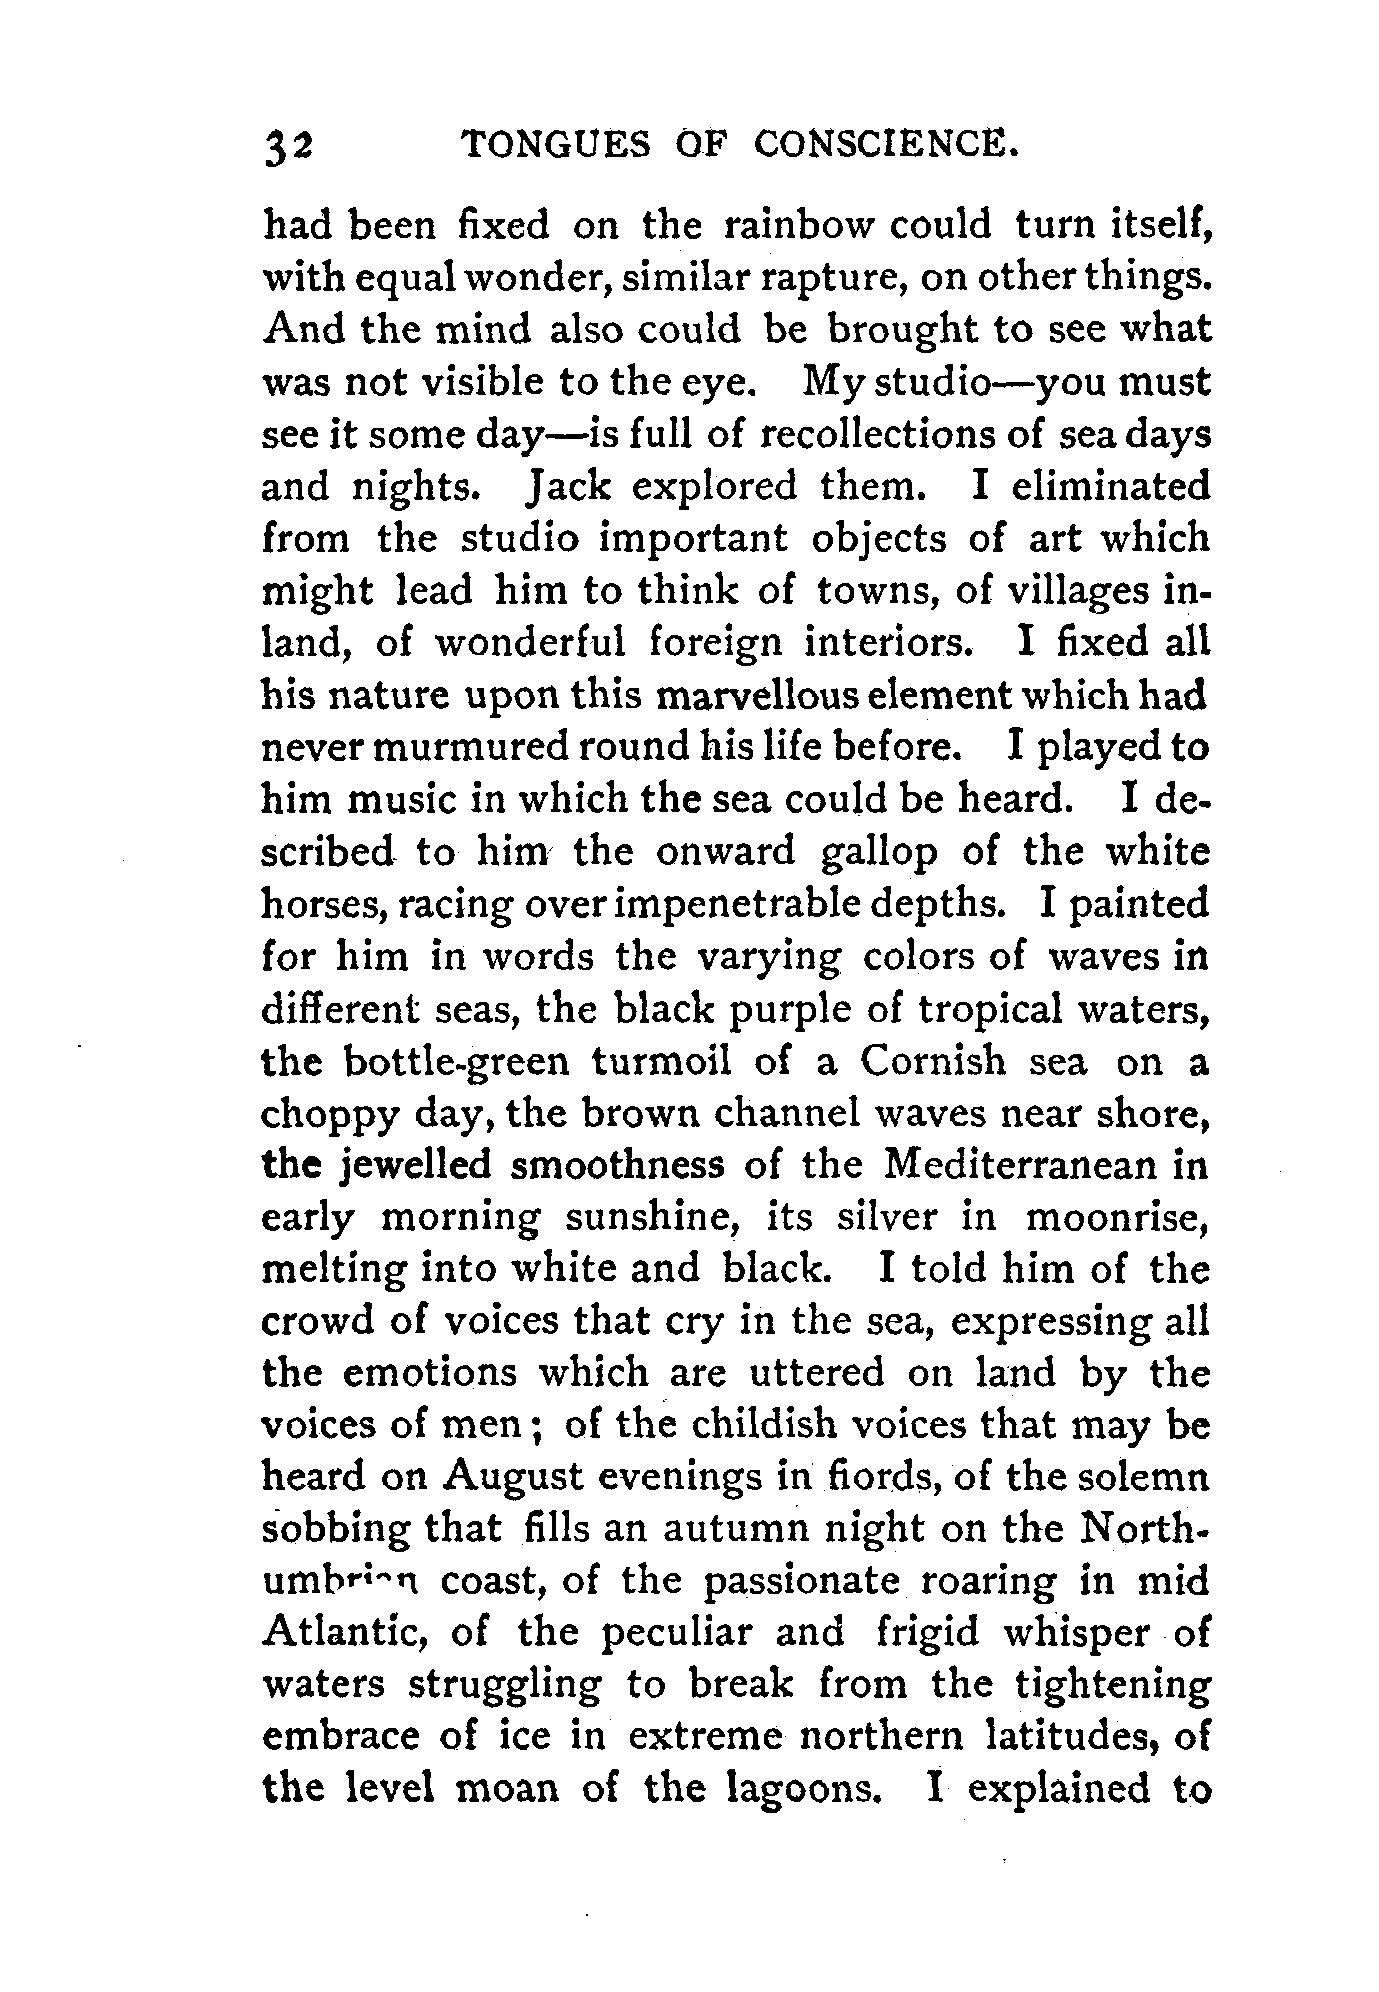 32 TONGUES OF CONSCIENCE.
had been fixed on the rainbow could turn itself,
with equal wonder, similar rapture, on other things.
And the mind also could be brought to see what
was not visible to the eye. My studio—you must
see it some day—is full of recollections of sea days
and nights. Jack explored them. I eliminated
from the studio important objects of art which
might lead him to think of towns, of villages in-
land, of wonderful foreign interiors. I fixed all
his nature upon this marvellous element which had
never murmured round his life before. I played to
him music in which the sea could be heard. I de-
scribed to him the onward gallop of the white
horses, racing over impenetrable depths. I painted
for him in words the varying colors of waves in
different seas, the black purple of tropical waters,
the bottle-green turmoil of a Cornish sea on a
choppy day, the brown channel waves near shore,
the jewelled smoothness of the Mediterranean in
early morning sunshine, its silver in moonrise,
melting into white and black. I told him of the
crowd of voices that cry in the sea, expressing all
the emotions which are uttered on land by the
voices of men; of the childish voices that may be
heard on August evenings in fiords, of the solemn
sobbing that fills an autumn night on the North-
umbrian coast, of the passionate roaring in mid
Atlantic, of the peculiar and frigid whisper of
waters struggling to break from the tightening
embrace of ice in extreme northern latitudes, of
the level moan of the lagoons. I explained to